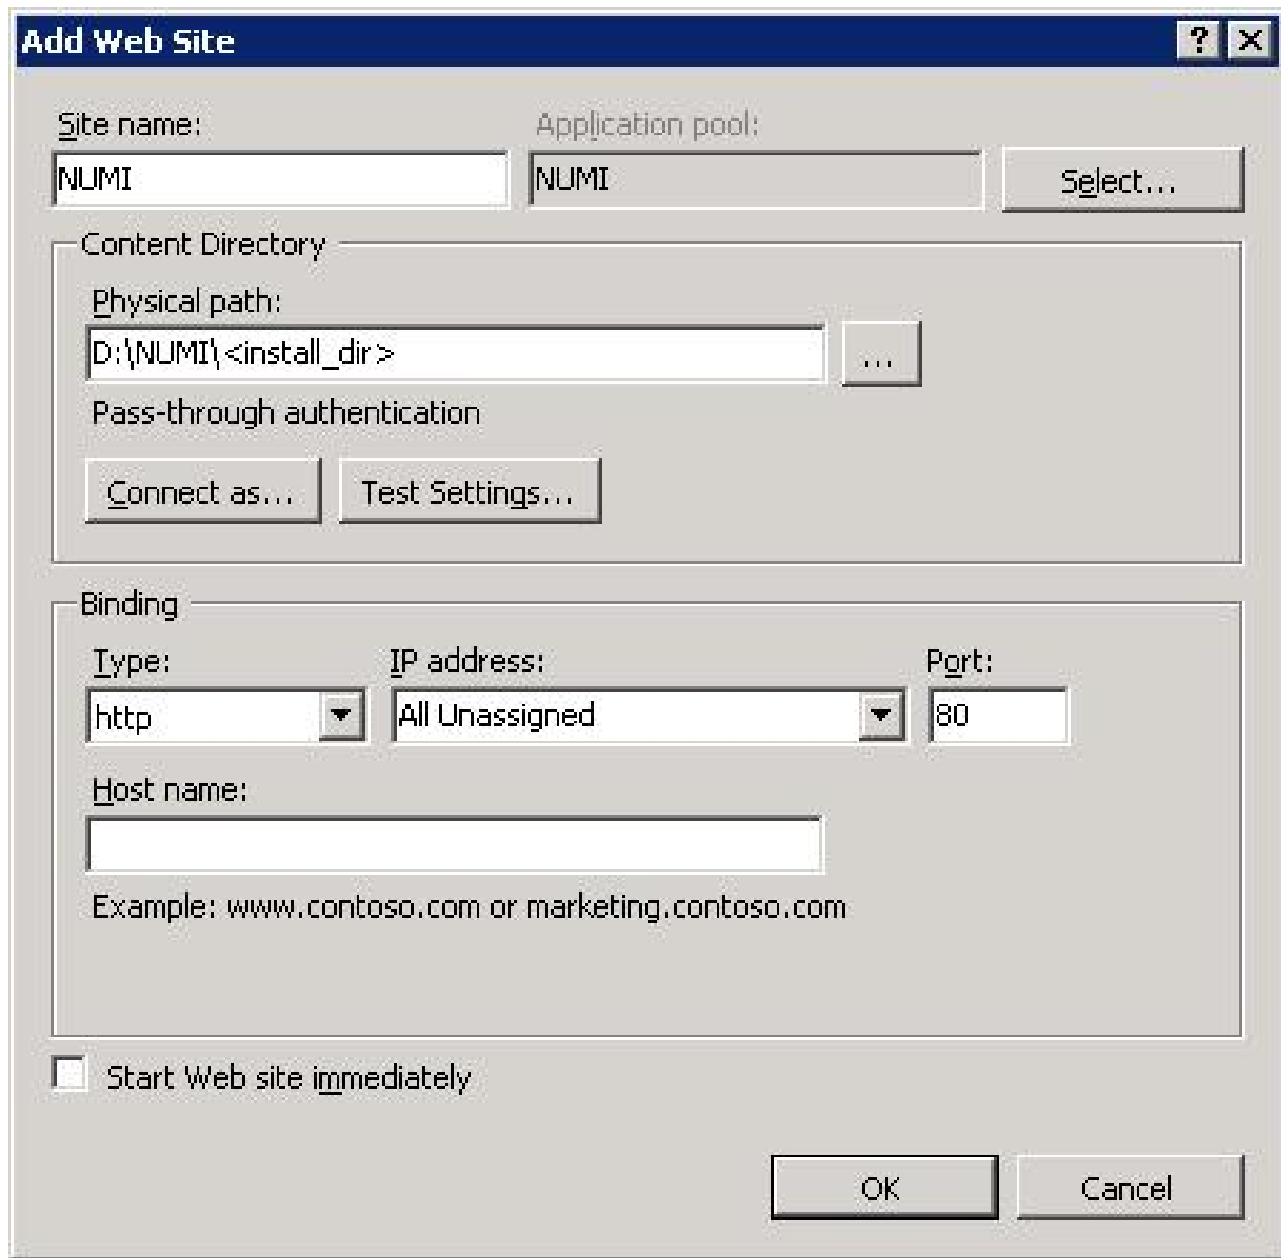 Add Web Site
Site name: Application pool:
NUMI NUMI Select...
Content Directory
Physical path:
D:\NUMI\<install_dir> ...
Pass-through authentication
Connect as... Test Settings...
Binding
Type: IP address: Port:
http All Unassigned 80
Host name:
Example: www.contoso.com or marketing.contoso.com
Start Web site immediately
OK Cancel